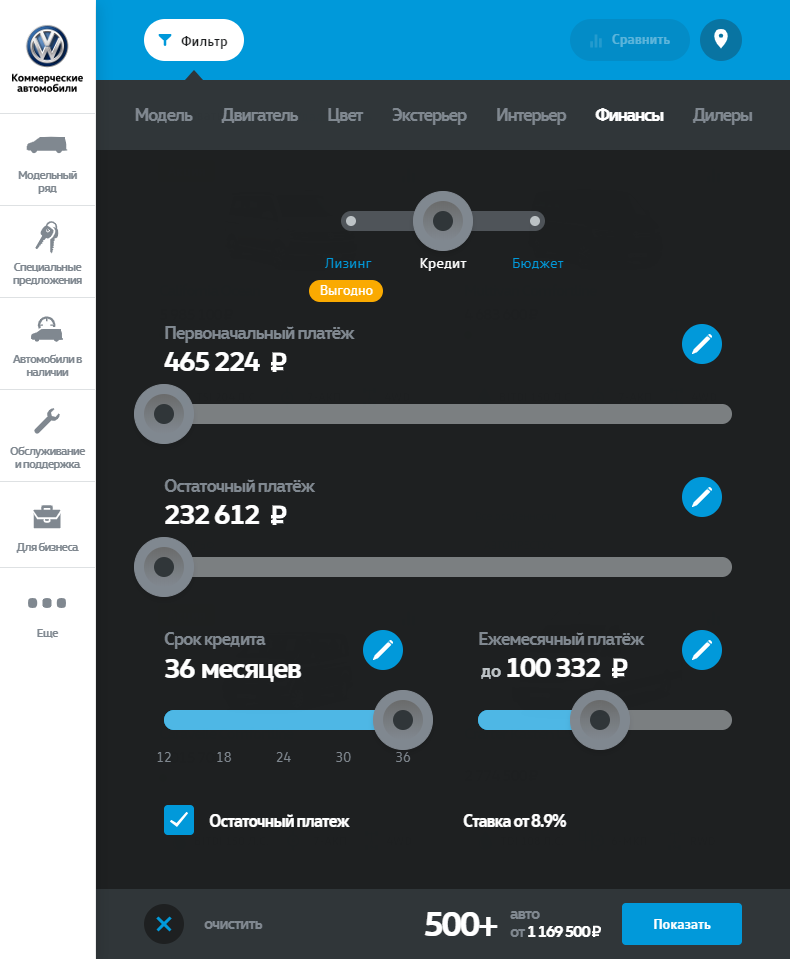 Фильтр
Сравнить
Коммерческие
автомобили
Модель Двигатель Цвет Экстерьер Интерьер Финансы Дилеры
Модельный
ряд
Специальные
предложения
Автомобили в
наличии
Обслуживание
и поддержка
Для бизнеса
Еще
Лизинг Кредит Бюджет
Выгодно
Первоначальный платёж
465 224 ₽
Остаточный платёж
232 612 ₽
Срок кредита
36 месяцев
12 18 24 30 36
Ежемесячный платёж
до 100 332 ₽
Остаточный платеж
Ставка от 8.9%
очистить
500+
авто
от 1 169 500 ₽
Показать